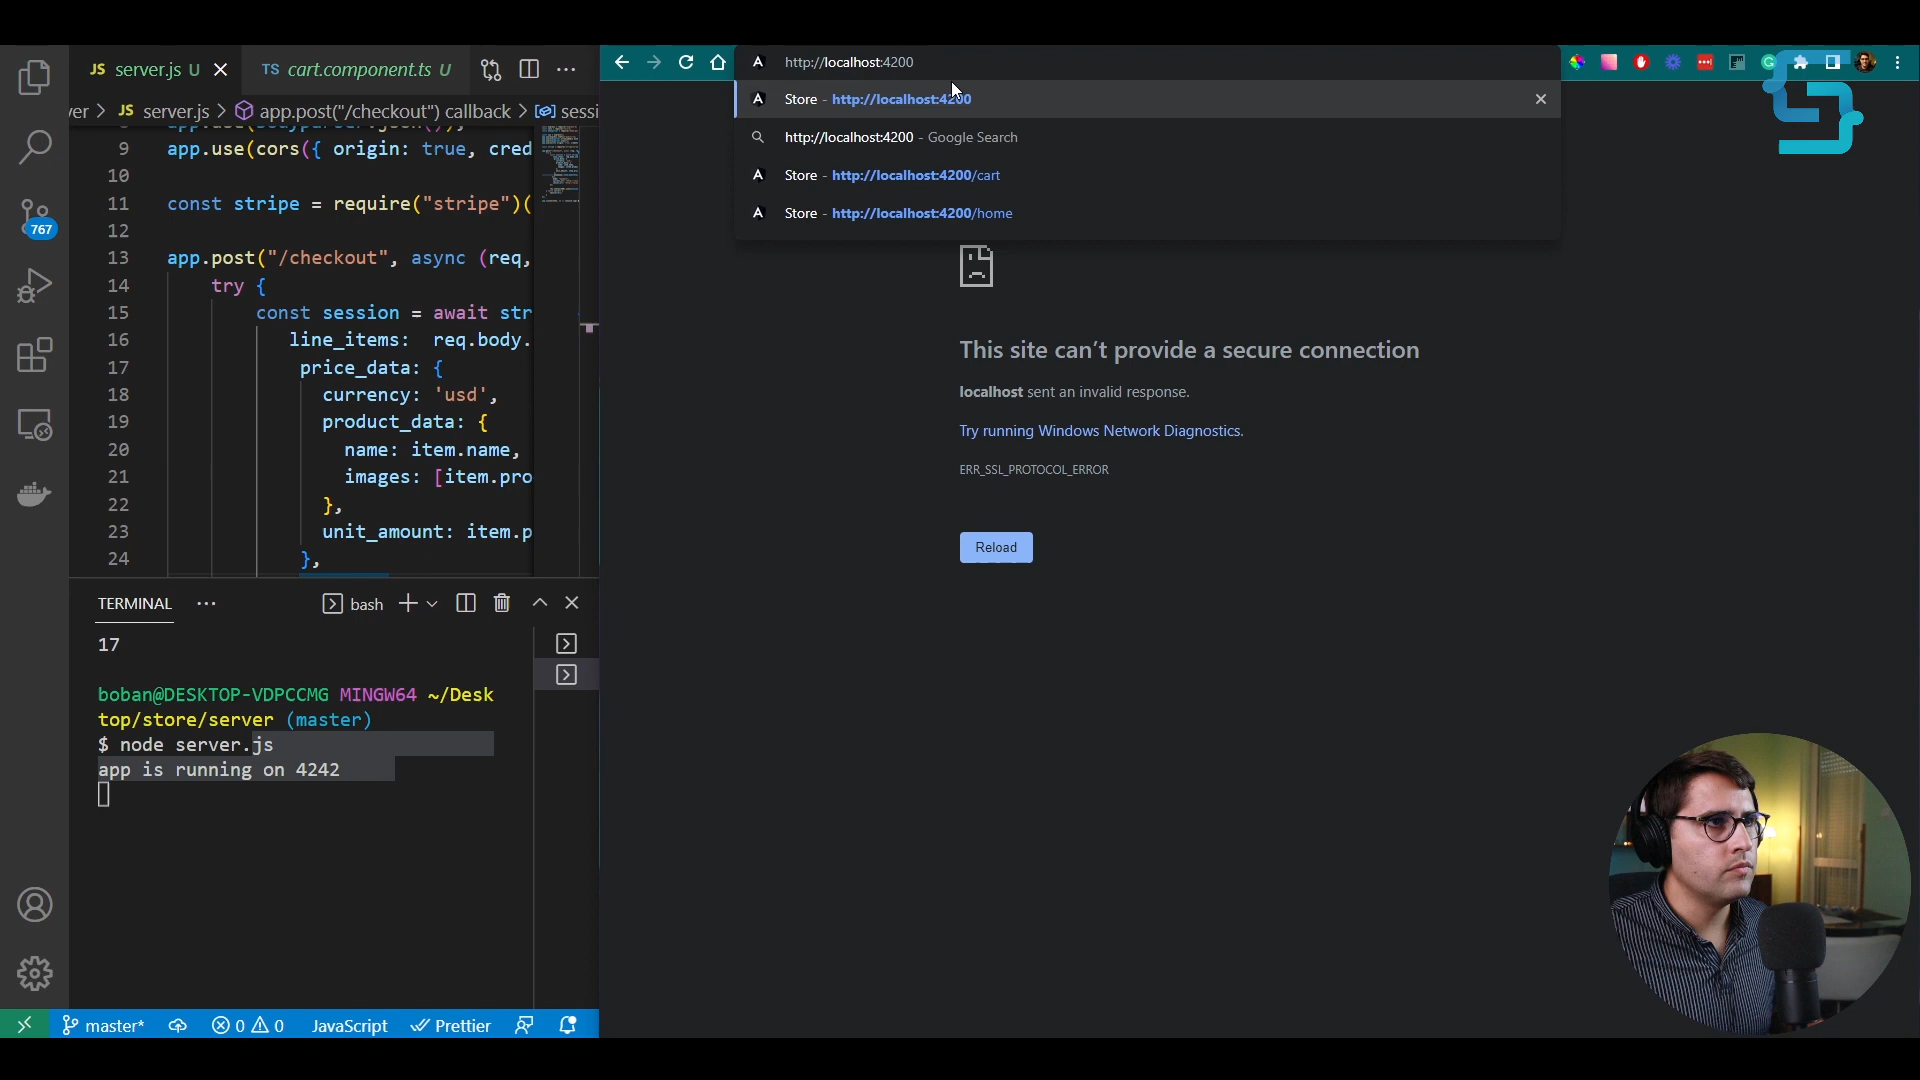 JS server.js U
TS cart.component.ts U
ver > JS server.js > app.post("/checkout") callback > sessi
9 app.use(cors({ origin: true, cred
10
11 const stripe = require("stripe")(
12
13 app.post("/checkout", async (req,
14 try {
15 const session = await str
16 line_items: req.body.
17 price_data: {
18 currency: 'usd',
19 product_data: {
20 name: item.name,
21 images: [item.pro
22 },
23 unit_amount: item.p
24 },
767
TERMINAL
bash
17
boban@DESKTOP-VDPCCMG MINGW64 ~/Desk
top/store/server (master)
$ node server.js
app is running on 4242
master* 0 0 JavaScript Prettier
http://localhost:4200
Store - http://localhost:4200
http://localhost:4200 - Google Search
Store - http://localhost:4200/cart
Store - http://localhost:4200/home
This site can’t provide a secure connection
localhost sent an invalid response.
Try running Windows Network Diagnostics.
ERR_SSL_PROTOCOL_ERROR
Reload